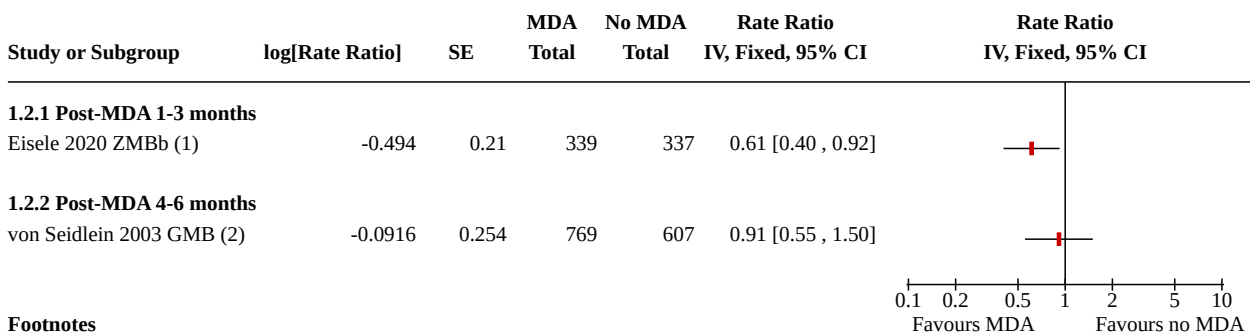 MDA No MDA Rate Ratio Rate Ratio
Study or Subgroup log[Rate Ratio] SE Total Total IV, Fixed, 95% CI IV, Fixed, 95% CI
1.2.1 Post-MDA 1-3 months
Eisele 2020 ZMBb (1) -0.494 0.21 339 337 0.61 [0.40 , 0.92]
1.2.2 Post-MDA 4-6 months
von Seidlein 2003 GMB (2) -0.0916 0.254 769 607 0.91 [0.55 , 1.50]
0.1 0.2 0.5 1 2 5 10
Footnotes Favours MDA Favours no MDA